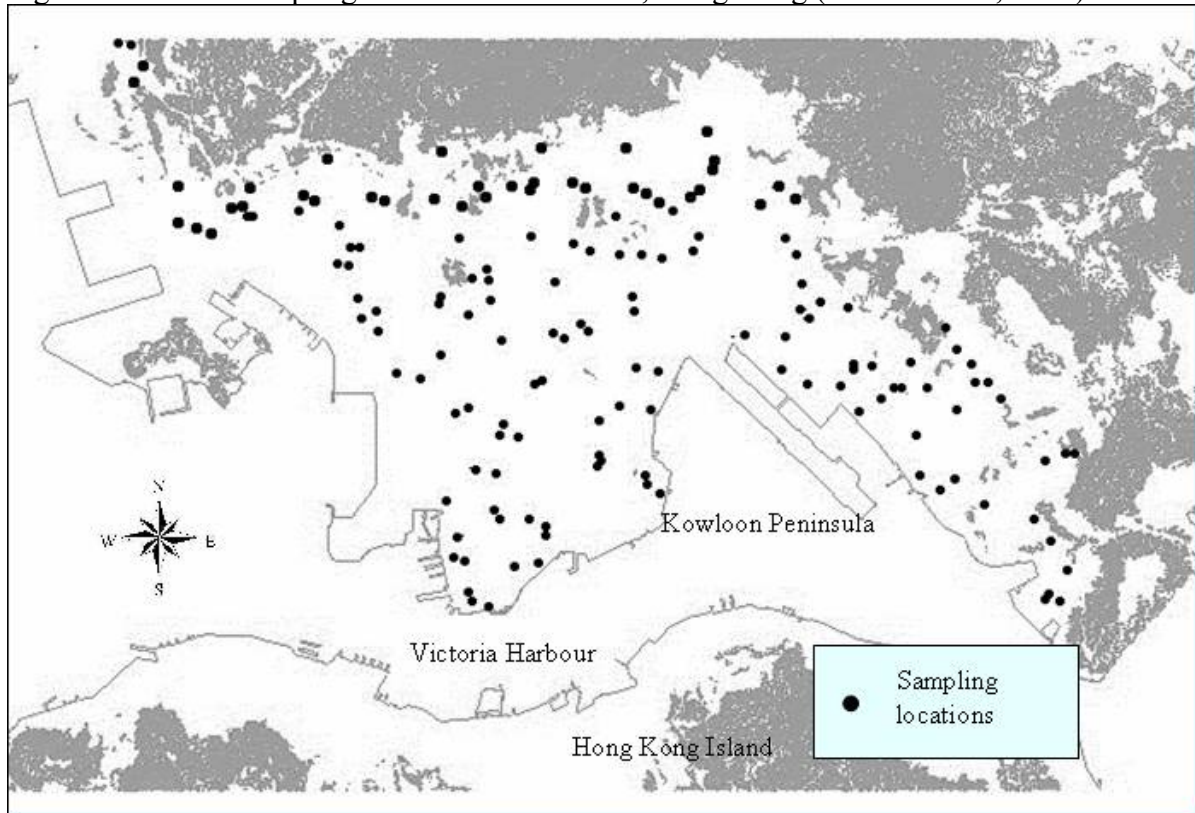 N
W E
S
Kowloon Peninsula
Victoria Harbour
Sampling
locations
Hong Kong Island